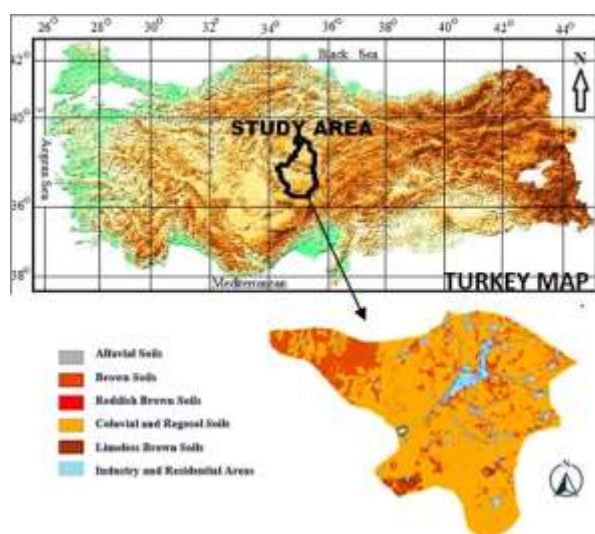 26° 28° 30° 32° 34° 36° 38° 40° 42° 44°
Black Sea
N
42°
40°
STUDY AREA
Aegean Sea
36°
38°
Mediterranean
TURKEY MAP
Alluvial Soils
Brown Soils
Reddish Brown Soils
Coluvial and Regosol Soils
Limeless Brown Soils
Industry and Residential Areas
N